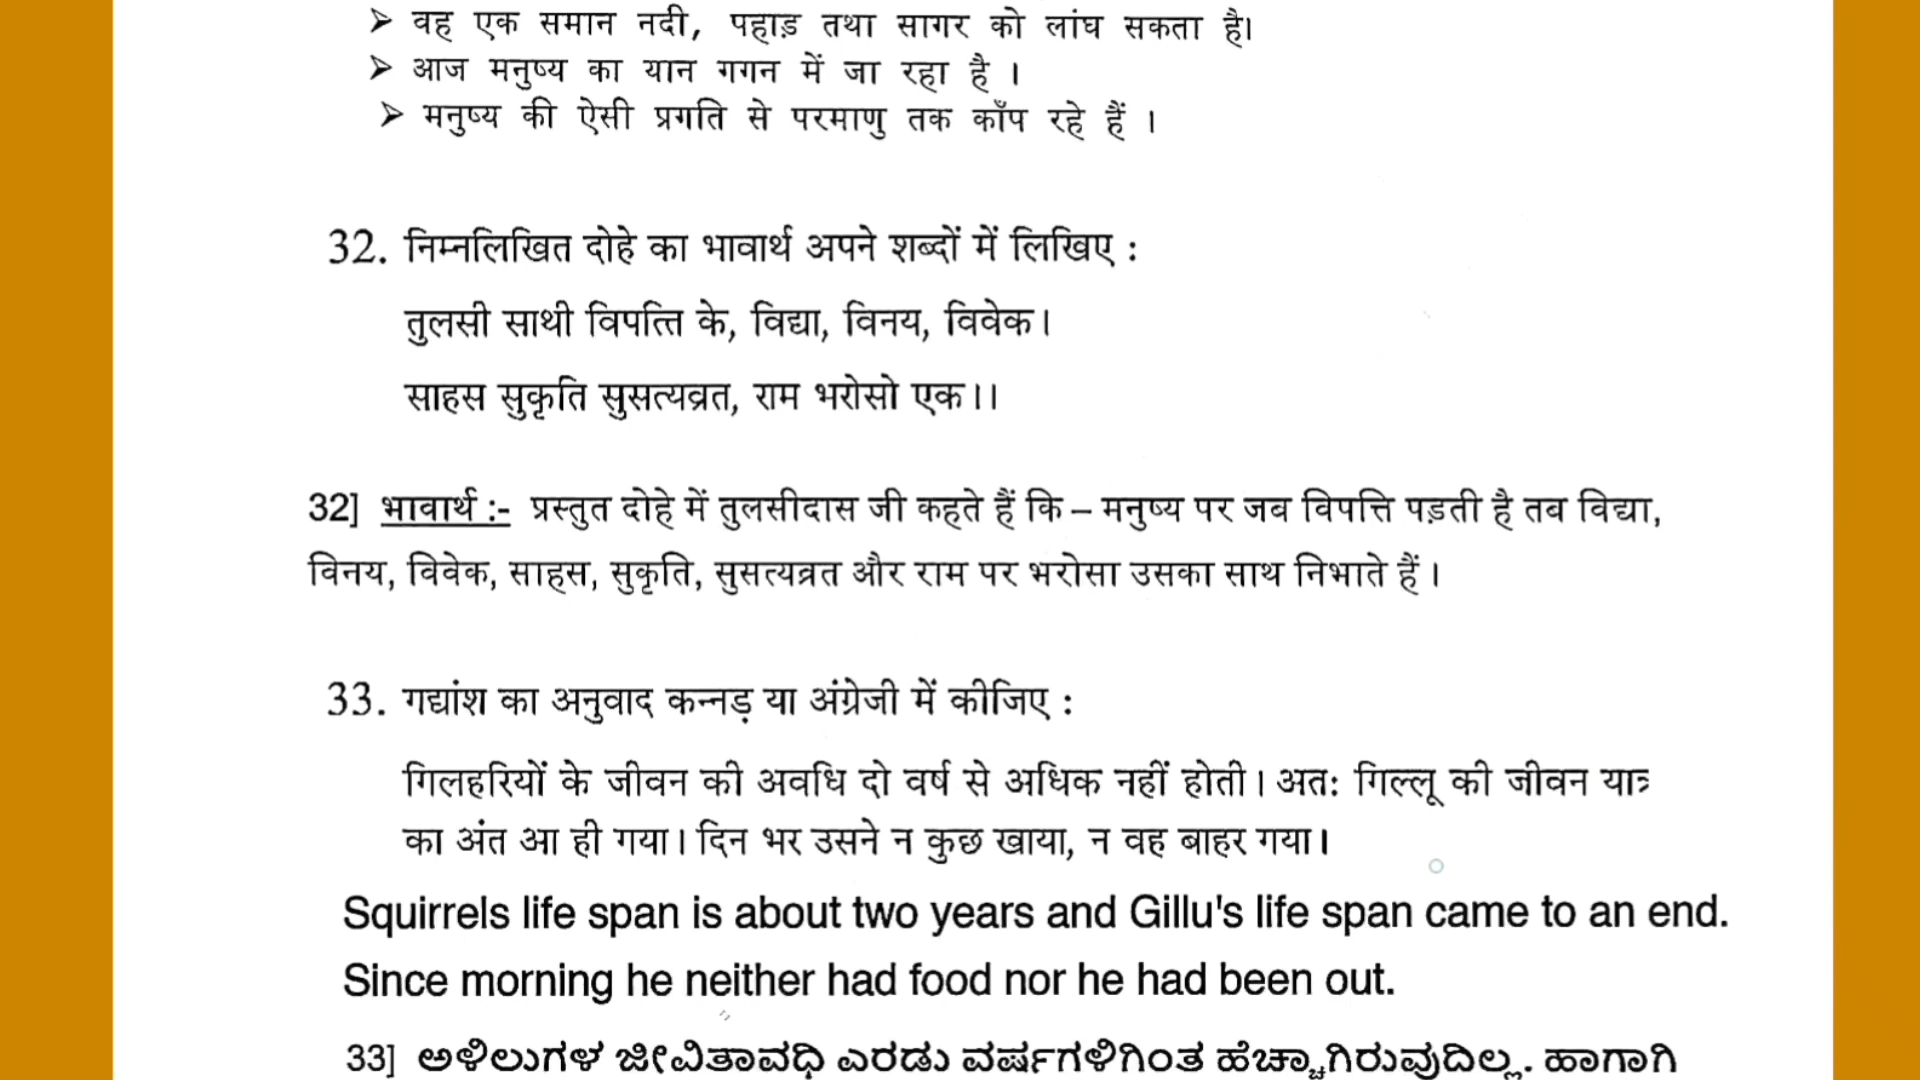 ➢ वह एक समान नदी, पहाड़ तथा सागर को लांघ सकता है।
➢ आज मनुष्य का यान गगन में जा रहा है ।
➢ मनुष्य की ऐसी प्रगति से परमाणु तक काँप रहे हैं ।
32. निम्नलिखित दोहे का भावार्थ अपने शब्दों में लिखिए :
तुलसी साथी विपत्ति के, विद्या, विनय, विवेक।
साहस सुकृति सुसत्यव्रत, राम भरोसो एक।।
32] भावार्थ :- प्रस्तुत दोहे में तुलसीदास जी कहते हैं कि – मनुष्य पर जब विपत्ति पड़ती है तब विद्या,
विनय, विवेक, साहस, सुकृति, सुसत्यव्रत और राम पर भरोसा उसका साथ निभाते हैं ।
33. गद्यांश का अनुवाद कन्नड़ या अंग्रेजी में कीजिए :
गिलहरियों के जीवन की अवधि दो वर्ष से अधिक नहीं होती। अतः गिल्लू की जीवन यात्र
का अंत आ ही गया। दिन भर उसने न कुछ खाया, न वह बाहर गया।
Squirrels life span is about two years and Gillu's life span came to an end.
Since morning he neither had food nor he had been out.
33] ಅಳಿಲುಗಳ ಜೀವಿತಾವಧಿ ಎರಡು ವರ್ಷಗಳಿಗಿಂತ ಹೆಚ್ಚಾಗಿರುವುದಿಲ್ಲ. ಹಾಗಾಗಿ